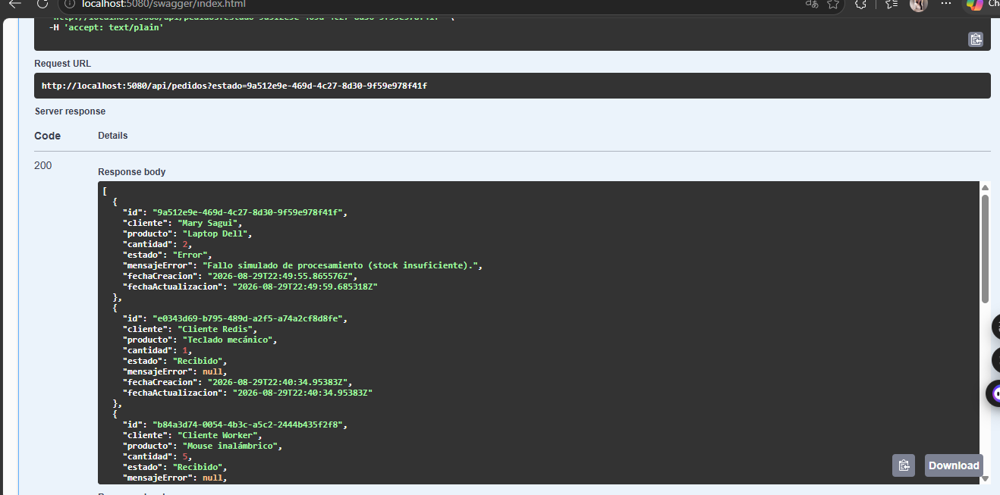 localhost:5080/swagger/index.html
-H 'accept: text/plain'
Request URL
http://localhost:5080/api/pedidos?estado=9a512e9e-469d-4c27-8d30-9f59e978f41f
Server response
Code Details
200
Response body
[
{
"id": "9a512e9e-469d-4c27-8d30-9f59e978f41f",
"cliente": "Mary Sagui",
"producto": "Laptop Dell",
"cantidad": 2,
"estado": "Error",
"mensajeError": "Fallo simulado de procesamiento (stock insuficiente).",
"fechaCreacion": "2026-08-29T22:49:55.865576Z",
"fechaActualizacion": "2026-08-29T22:49:59.685318Z"
},
{
"id": "e0343d69-b795-489d-a2f5-a74a2cf8d8fe",
"cliente": "Cliente Redis",
"producto": "Teclado mecánico",
"cantidad": 1,
"estado": "Recibido",
"mensajeError": null,
"fechaCreacion": "2026-08-29T22:40:34.95383Z",
"fechaActualizacion": "2026-08-29T22:40:34.95383Z"
},
{
"id": "b84a3d74-0054-4b3c-a5c2-2444b435f2f8",
"cliente": "Cliente Worker",
"producto": "Mouse inalámbrico",
"cantidad": 5,
"estado": "Recibido",
"mensajeError": null,
Download